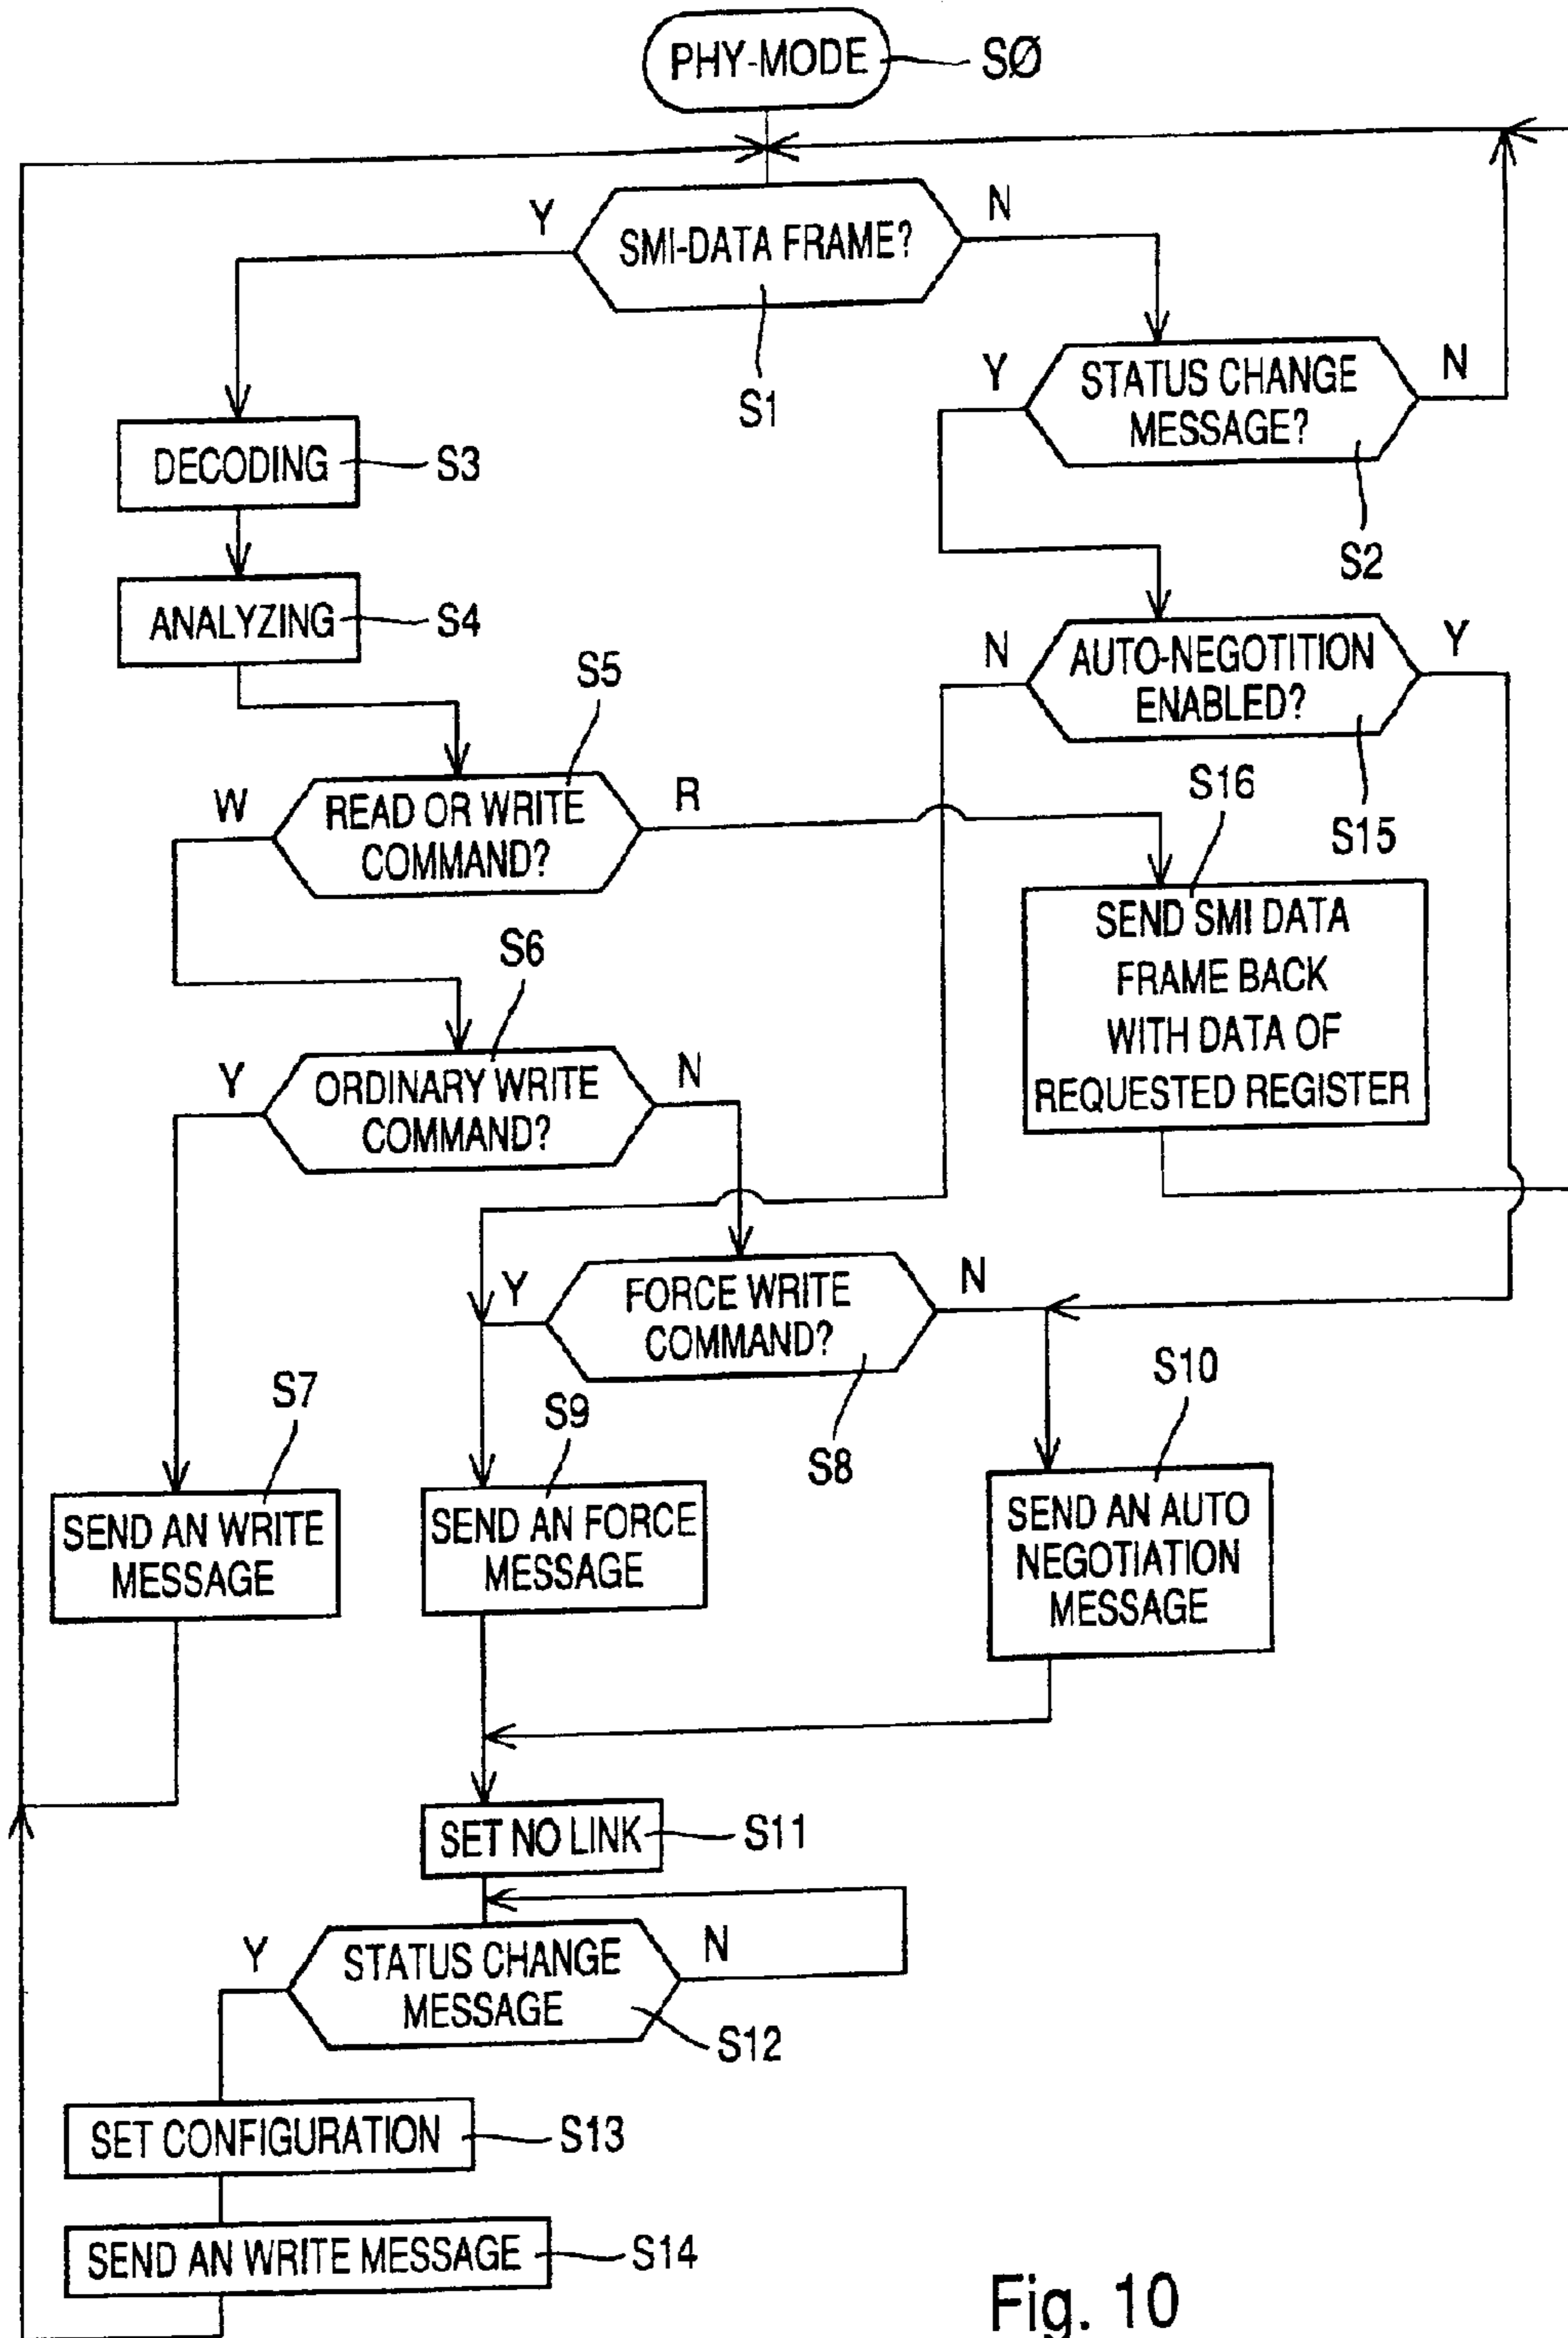 PHY-MODE
SØ
Y
SMI-DATA FRAME?
N
S1
Y
STATUS CHANGE
MESSAGE?
N
S2
DECODING
S3
ANALYZING
S4
N
AUTO-NEGOTITION
ENABLED?
Y
S15
S5
W
READ OR WRITE
COMMAND?
R
S16
SEND SMI DATA
FRAME BACK
WITH DATA OF
REQUESTED REGISTER
S6
Y
ORDINARY WRITE
COMMAND?
N
Y
FORCE WRITE
COMMAND?
N
S8
S7
SEND AN WRITE
MESSAGE
S9
SEND AN FORCE
MESSAGE
S10
SEND AN AUTO
NEGOTIATION
MESSAGE
SET NO LINK
S11
Y
STATUS CHANGE
MESSAGE
N
S12
SET CONFIGURATION
S13
SEND AN WRITE MESSAGE
S14
Fig. 10